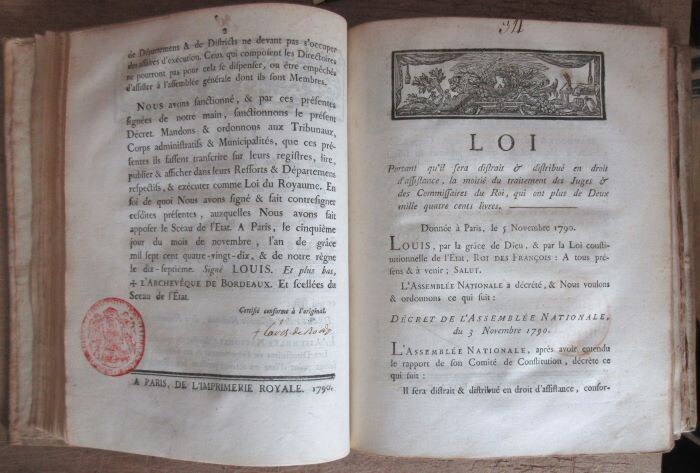 2
de Départemens & de Districts ne devant pas s'occuper
des affaires d'exécution. Ceux qui composent les Directoires
ne pourront pas pour cela se dispenser, ou être empêchés
d'assister à l'assemblée générale dont ils sont Membres.
NOUS avons sanctionné, & par ces présentes
signées de notre main, sanctionnons le présent
Décret. Mandons & ordonnons aux Tribunaux,
Corps administratifs & Municipalités, que ces pré-
sentes ils fassent transcrire sur leurs registres, lire,
publier & afficher dans leurs Ressorts & Départemens
respectifs, & exécuter comme Loi du Royaume. En
foi de quoi Nous avons signé & fait contresigner
cesdites présentes, auxquelles Nous avons fait
apposer le Sceau de l'État. A Paris, le cinquième
jour du mois de novembre, l'an de grâce
mil sept cent quatre-vingt-dix, & de notre règne
le dix-septième. Signé LOUIS. Et plus bas,
+ L'ARCHEVÊQUE DE BORDEAUX. Et scellées du
Sceau de l'État.
Certifié conforme à l'original.
A PARIS, DE L'IMPRIMERIE ROYALE. 1790.
314
LOI
Portant qu'il sera distrait & distribué en droit
d'assistance, la moitié du traitement des Juges &
des Commissaires du Roi, qui ont plus de Deux
mille quatre cents livres.
Donnée à Paris, le 5 Novembre 1790.
LOUIS, par la grâce de Dieu, & par la Loi consti-
tutionnelle de l'État, ROI DES FRANÇOIS : A tous pré-
sens & à venir ; SALUT.
L'ASSEMBLÉE NATIONALE a décrété, & Nous voulons
& ordonnons ce qui suit :
DÉCRET DE L'ASSEMBLÉE NATIONALE,
du 3 Novembre 1790.
L'ASSEMBLÉE NATIONALE, après avoir entendu
le rapport de son Comité de Constitution, décrète ce
qui suit :
Il sera distrait & distribué en droit d'assistance, confor-